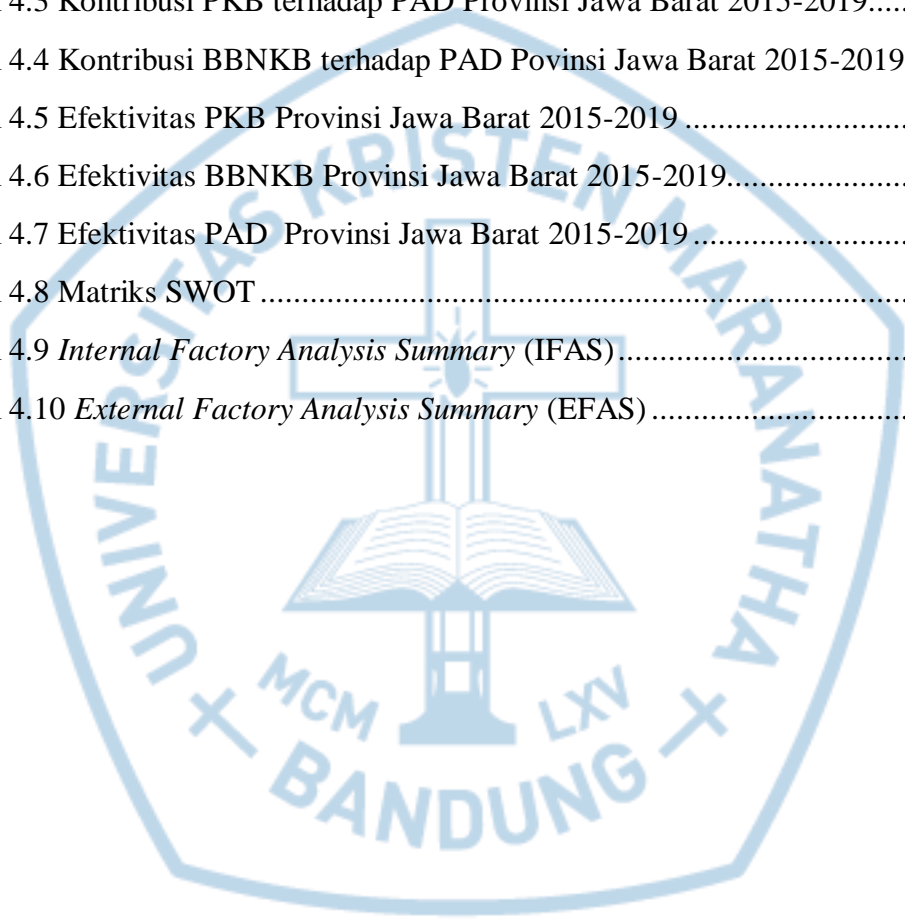 4.3 Kontribusi PKB terhadap PAD Provinsi Jawa Barat 2015-2019.....
4.4 Kontribusi BBNKB terhadap PAD Povinsi Jawa Barat 2015-2019
4.5 Efektivitas PKB Provinsi Jawa Barat 2015-2019 ..............................
4.6 Efektivitas BBNKB Provinsi Jawa Barat 2015-2019........................
4.7 Efektivitas PAD  Provinsi Jawa Barat 2015-2019 .............................
4.8 Matriks SWOT ..................................................................................
4.9 Internal Factory Analysis Summary (IFAS).....................................
4.10 External Factory Analysis Summary (EFAS) .................................
UNIVERSITAS KRISTEN MARANATHA
MCM LXV
BANDUNG